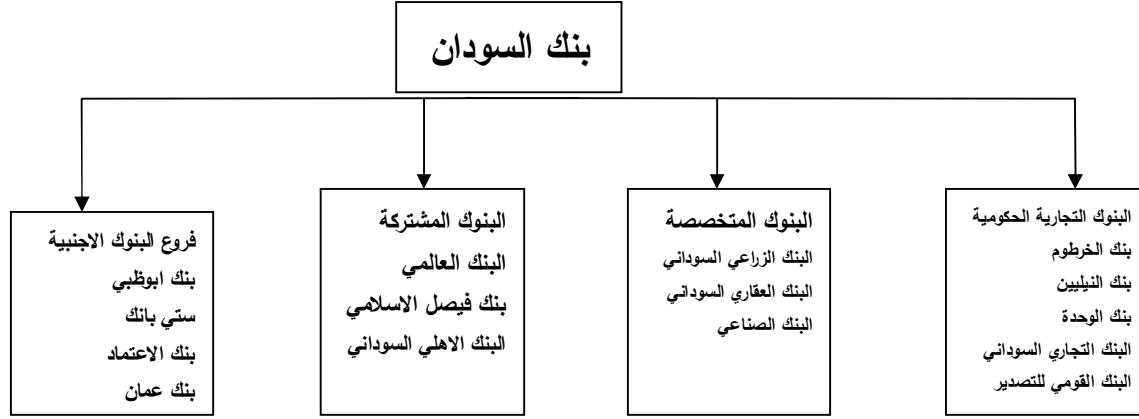 بنك السودان
البنوك التجارية الحكومية
بنك الخرطوم
بنك النيليين
بنك الوحدة
البنك التجاري السوداني
البنك القومي للتصدير
البنوك المتخصصة
البنك الزراعي السوداني
البنك العقاري السوداني
البنك الصناعي
البنوك المشتركة
البنك العالمي
بنك فيصل الاسلامي
البنك الاهلي السوداني
فروع البنوك الاجنبية
بنك ابوظبي
ستي بانك
بنك الاعتماد
بنك عمان